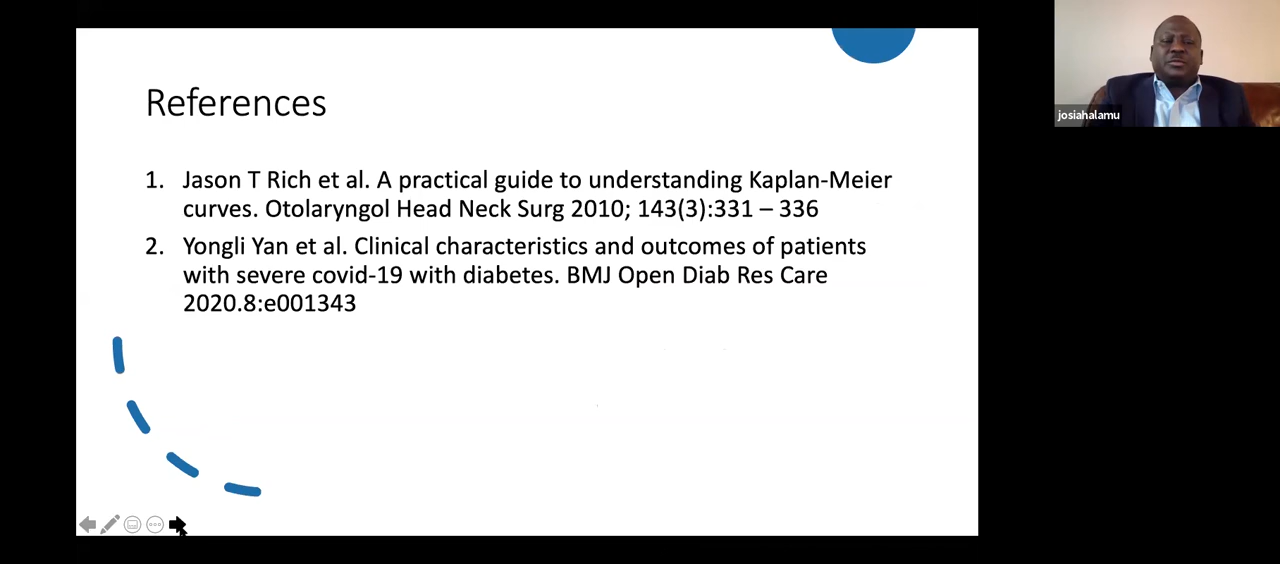 References
1. Jason T Rich et al. A practical guide to understanding Kaplan-Meier
curves. Otolaryngol Head Neck Surg 2010; 143(3):331 – 336
2. Yongli Yan et al. Clinical characteristics and outcomes of patients
with severe covid-19 with diabetes. BMJ Open Diab Res Care
2020.8:e001343
josiahalamu